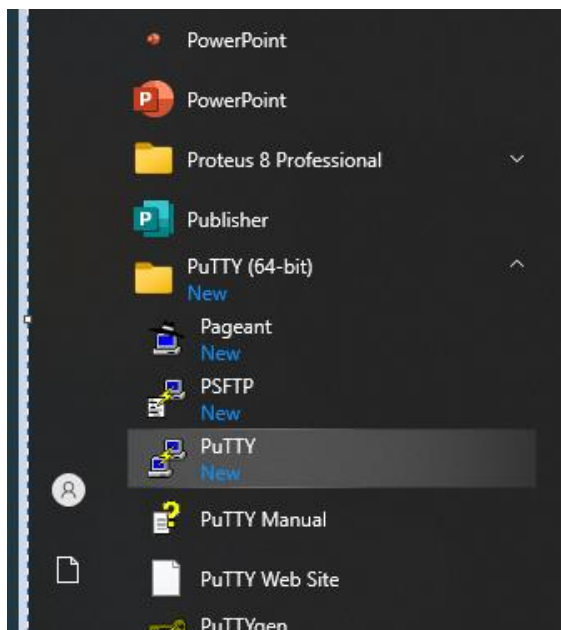 PowerPoint
PowerPoint
Proteus 8 Professional
Publisher
PuTTY (64-bit)
New
Pageant
New
PSFTP
New
PuTTY
New
PuTTY Manual
PuTTY Web Site
PuTTYgen